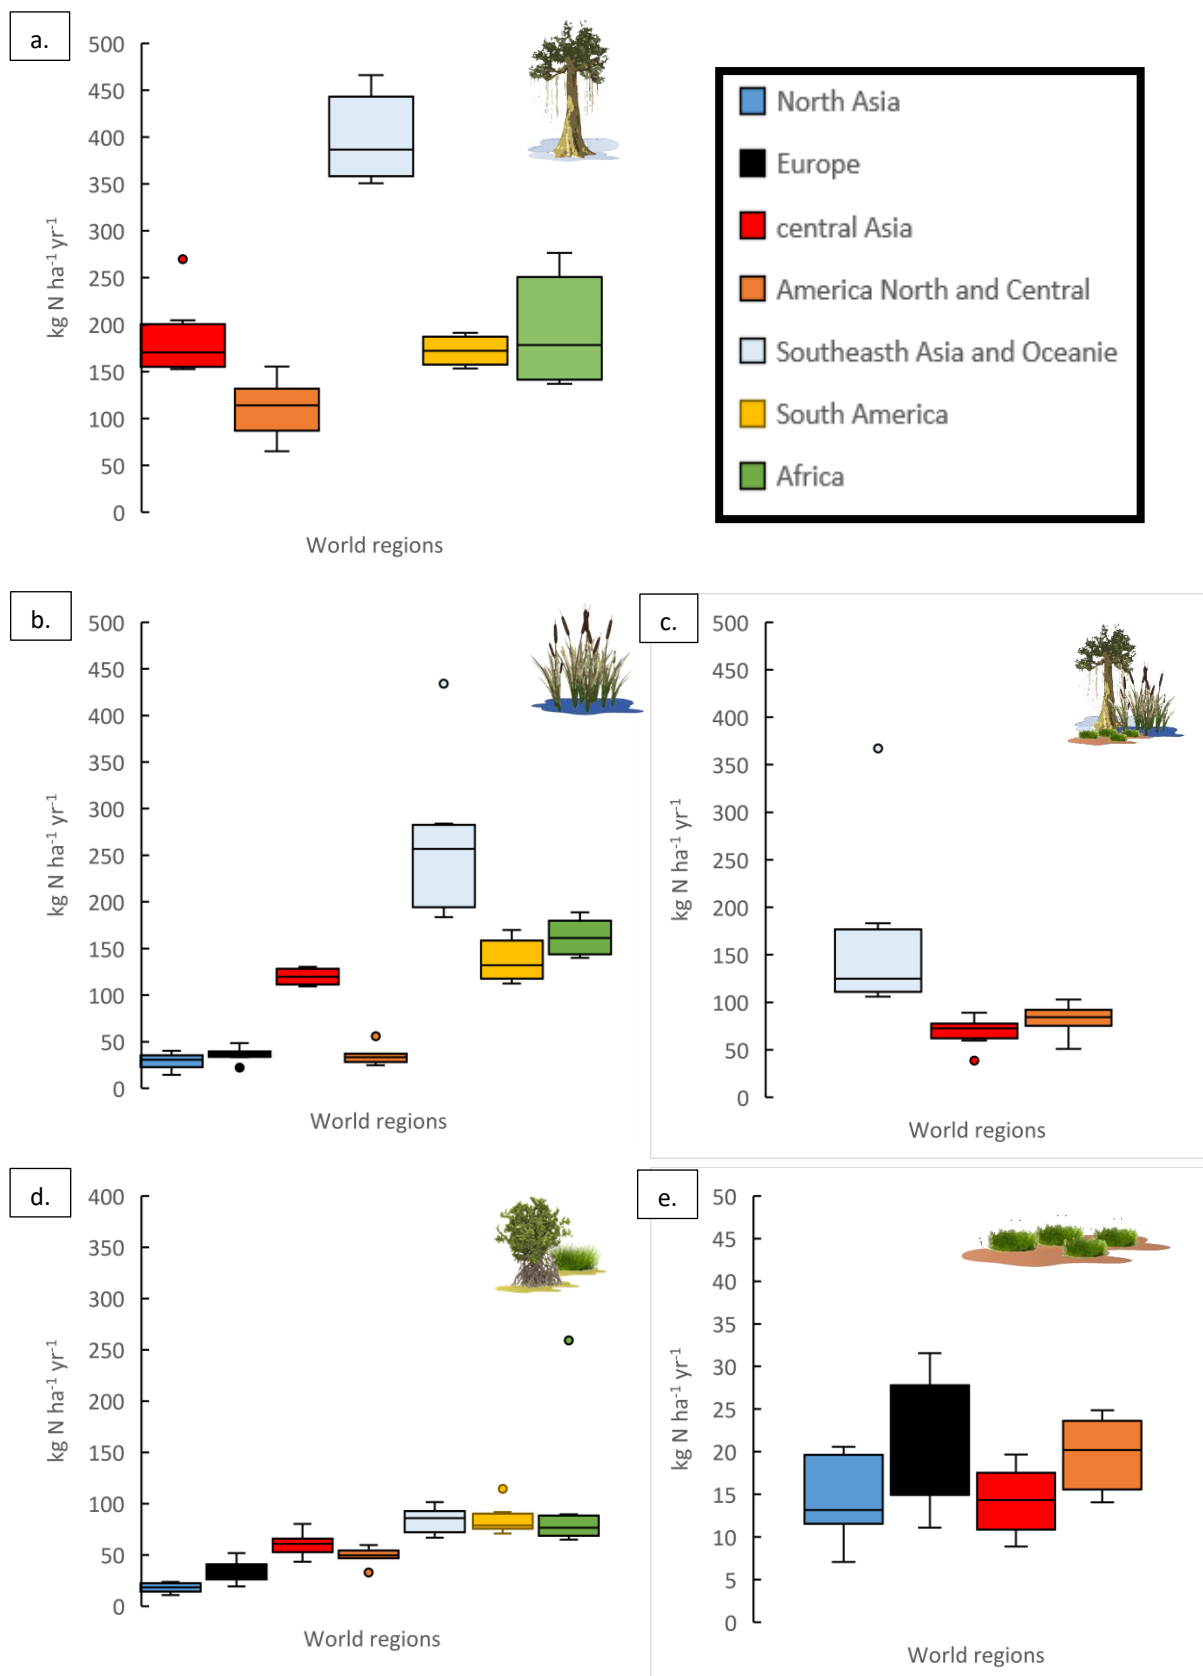 a.
500
450
400
350
300
250
200
150
100
50
0
kg N ha⁻¹ yr⁻¹
World regions
North Asia
Europe
central Asia
America North and Central
Southeasth Asia and Oceanie
South America
Africa
b.
500
450
400
350
300
250
200
150
100
50
0
kg N ha⁻¹ yr⁻¹
World regions
c.
500
450
400
350
300
250
200
150
100
50
0
kg N ha⁻¹ yr⁻¹
World regions
d.
400
350
300
250
200
150
100
50
0
kg N ha⁻¹ yr⁻¹
World regions
e.
50
45
40
35
30
25
20
15
10
5
0
kg N ha⁻¹ yr⁻¹
World regions